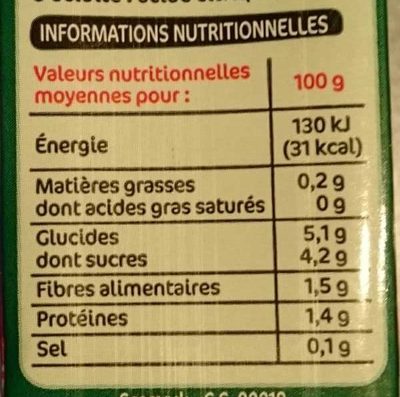 INFORMATIONS NUTRITIONNELLES
Valeurs nutritionnelles
moyennes pour :
100 g
Énergie
130 kJ
(31 kcal)
Matières grasses 0,2 g
dont acides gras saturés 0 g
Glucides 5,1 g
dont sucres 4,2 g
Fibres alimentaires 1,5 g
Protéines 1,4 g
Sel 0,1 g